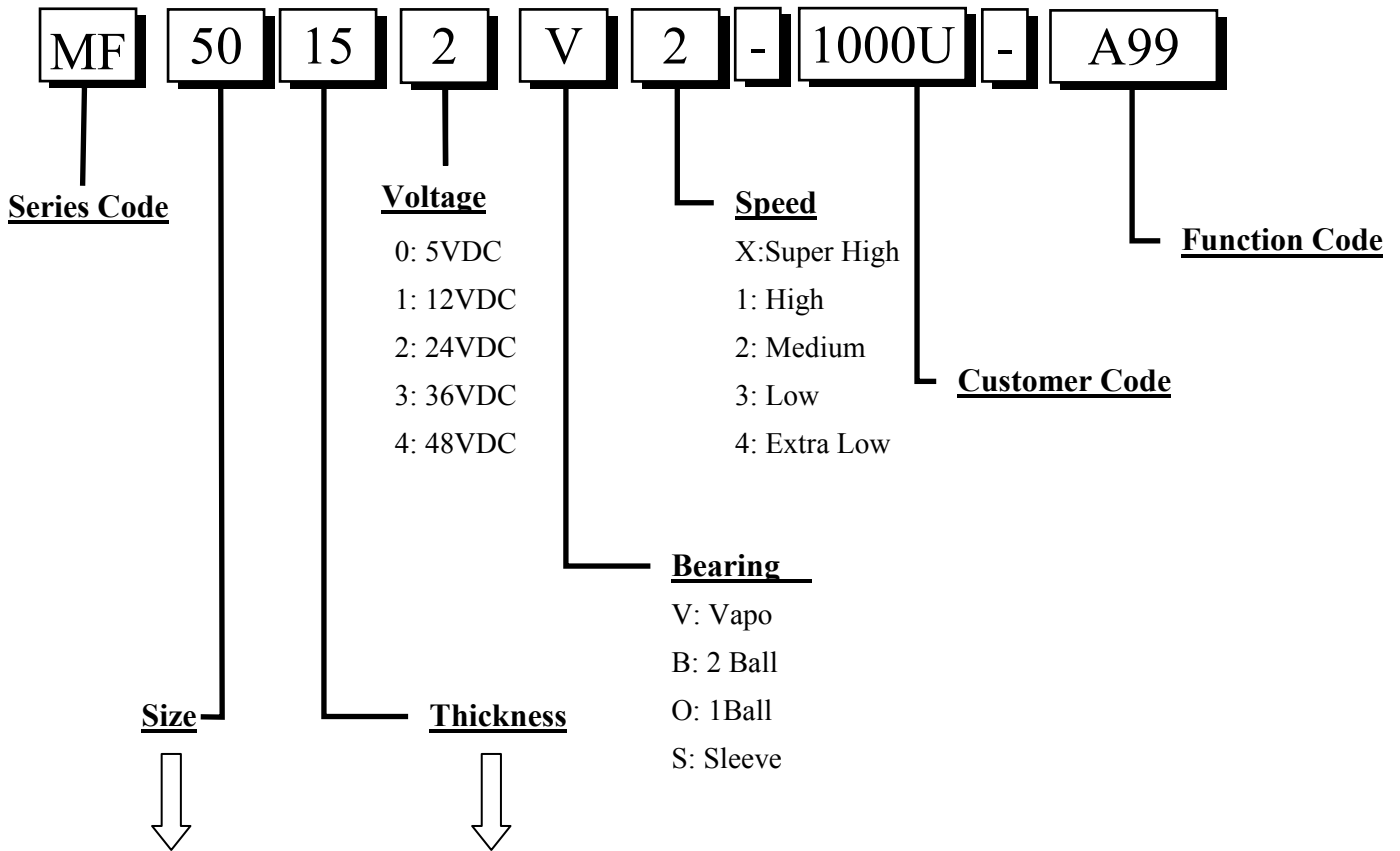 MF 50 15 2 V 2 - 1000U - A99
Series Code
Voltage
0: 5VDC
1: 12VDC
2: 24VDC
3: 36VDC
4: 48VDC
Speed
X:Super High
1: High
2: Medium
3: Low
4: Extra Low
Function Code
Customer Code
Bearing
V: Vapo
B: 2 Ball
O: 1Ball
S: Sleeve
Size
Thickness